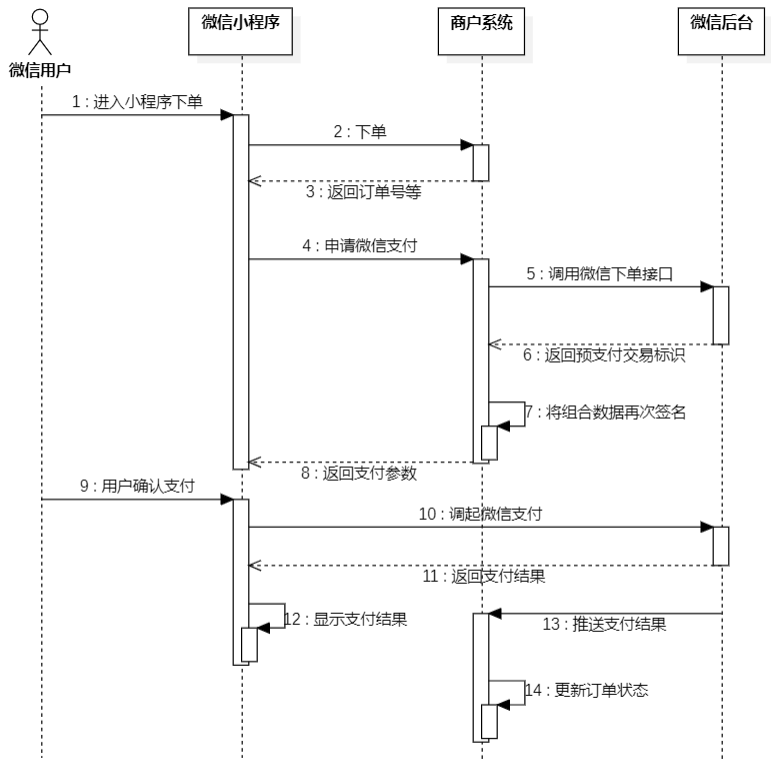 微信用户
微信小程序
商户系统
微信后台
1 : 进入小程序下单
2 : 下单
3 : 返回订单号等
4 : 申请微信支付
5 : 调用微信下单接口
6 : 返回预支付交易标识
7 : 将组合数据再次签名
8 : 返回支付参数
9 : 用户确认支付
10 : 调起微信支付
11 : 返回支付结果
12 : 显示支付结果
13 : 推送支付结果
14 : 更新订单状态